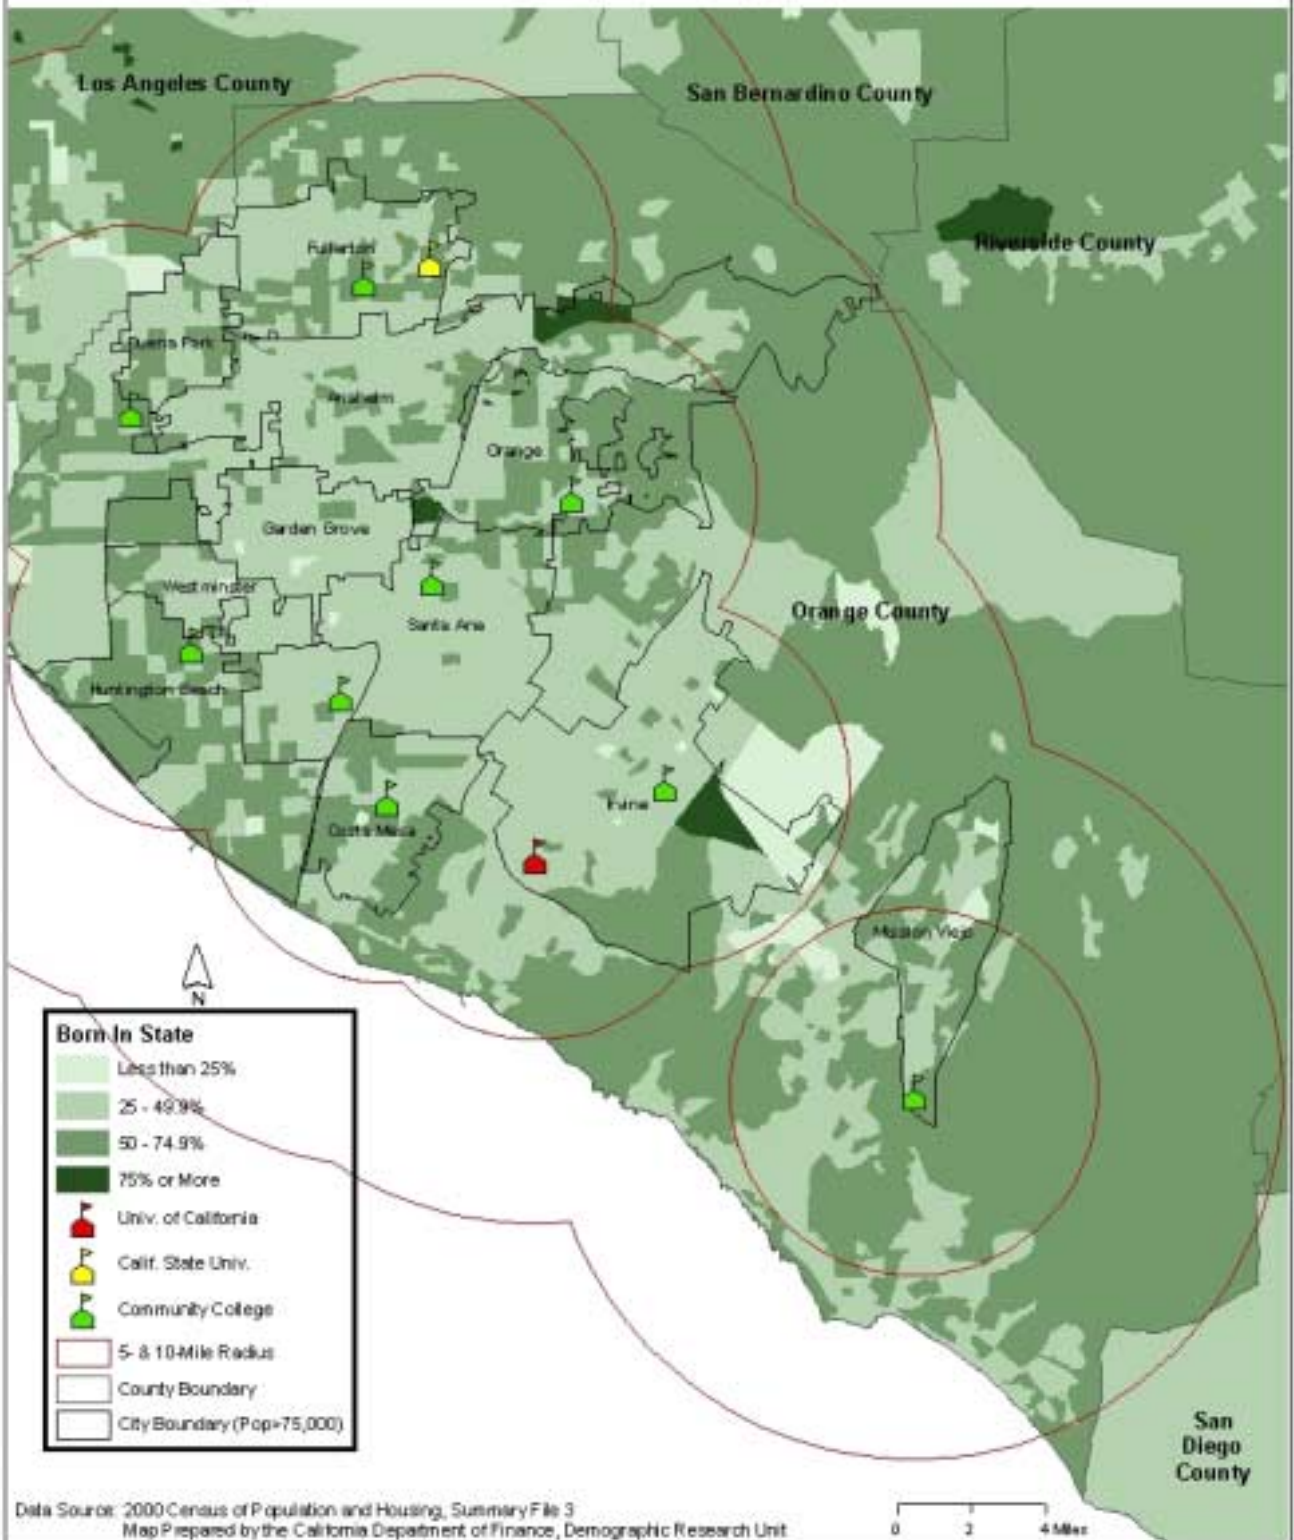 Los Angeles County
San Bernardino County
Riverside County
Fullerton
Buena Park
Anaheim
Orange
Garden Grove
Westminster
Santa Ana
Orange County
Huntington Beach
Irvine
Costa Mesa
Mission Viejo
N
Born In State
Less than 25%
25 - 49.9%
50 - 74.9%
75% or More
Univ. of California
Calif. State Univ.
Community College
5- & 10-Mile Radius
County Boundary
City Boundary (Pop>75,000)
San
Diego
County
Data Source: 2000 Census of Population and Housing, Summary File 3
Map Prepared by the California Department of Finance, Demographic Research Unit
0 2 4 Miles